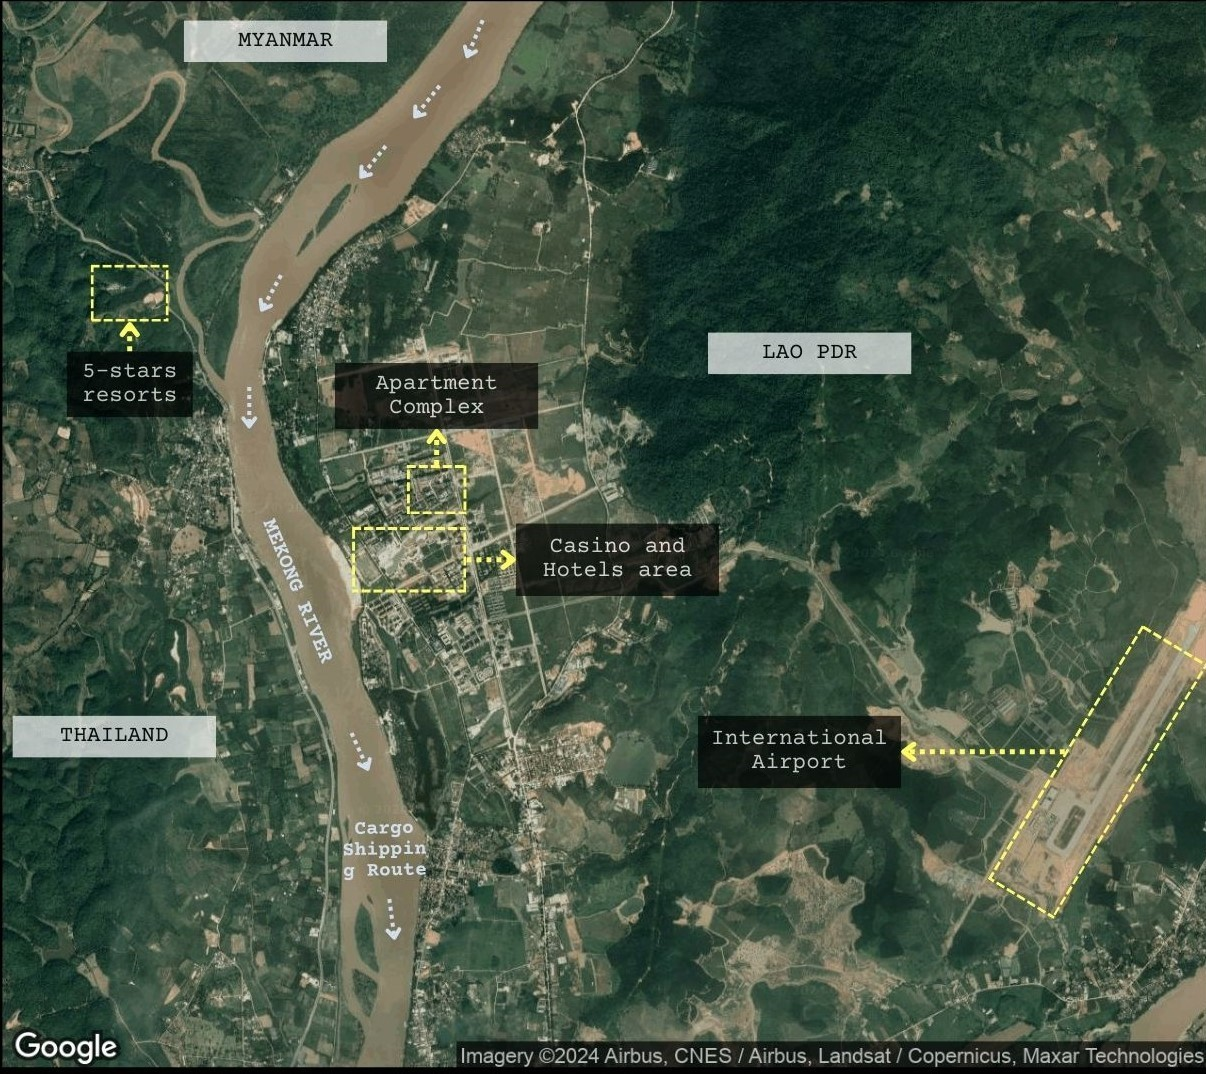 MYANMAR
5-stars
resorts
Apartment
Complex
LAO PDR
Casino and
Hotels area
MEKONG RIVER
THAILAND
International
Airport
Cargo
Shippin
g Route
Google
Imagery ©2024 Airbus, CNES / Airbus, Landsat / Copernicus, Maxar Technologies